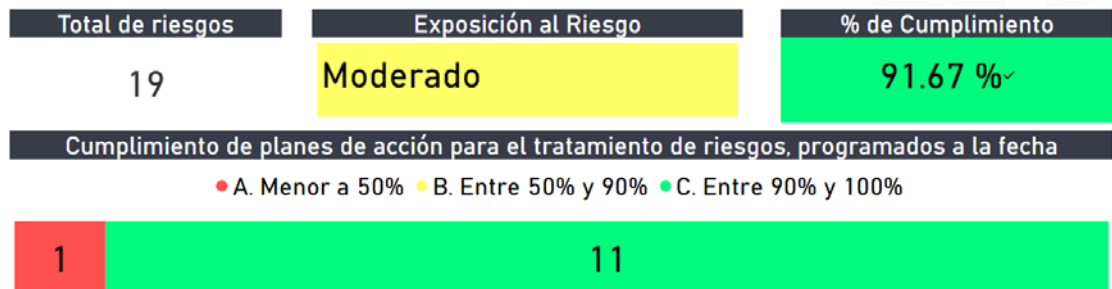 Total de riesgos
Exposición al Riesgo
% de Cumplimiento
19
Moderado
91.67 %✓
Cumplimiento de planes de acción para el tratamiento de riesgos, programados a la fecha
A. Menor a 50% B. Entre 50% y 90% C. Entre 90% y 100%
1
11